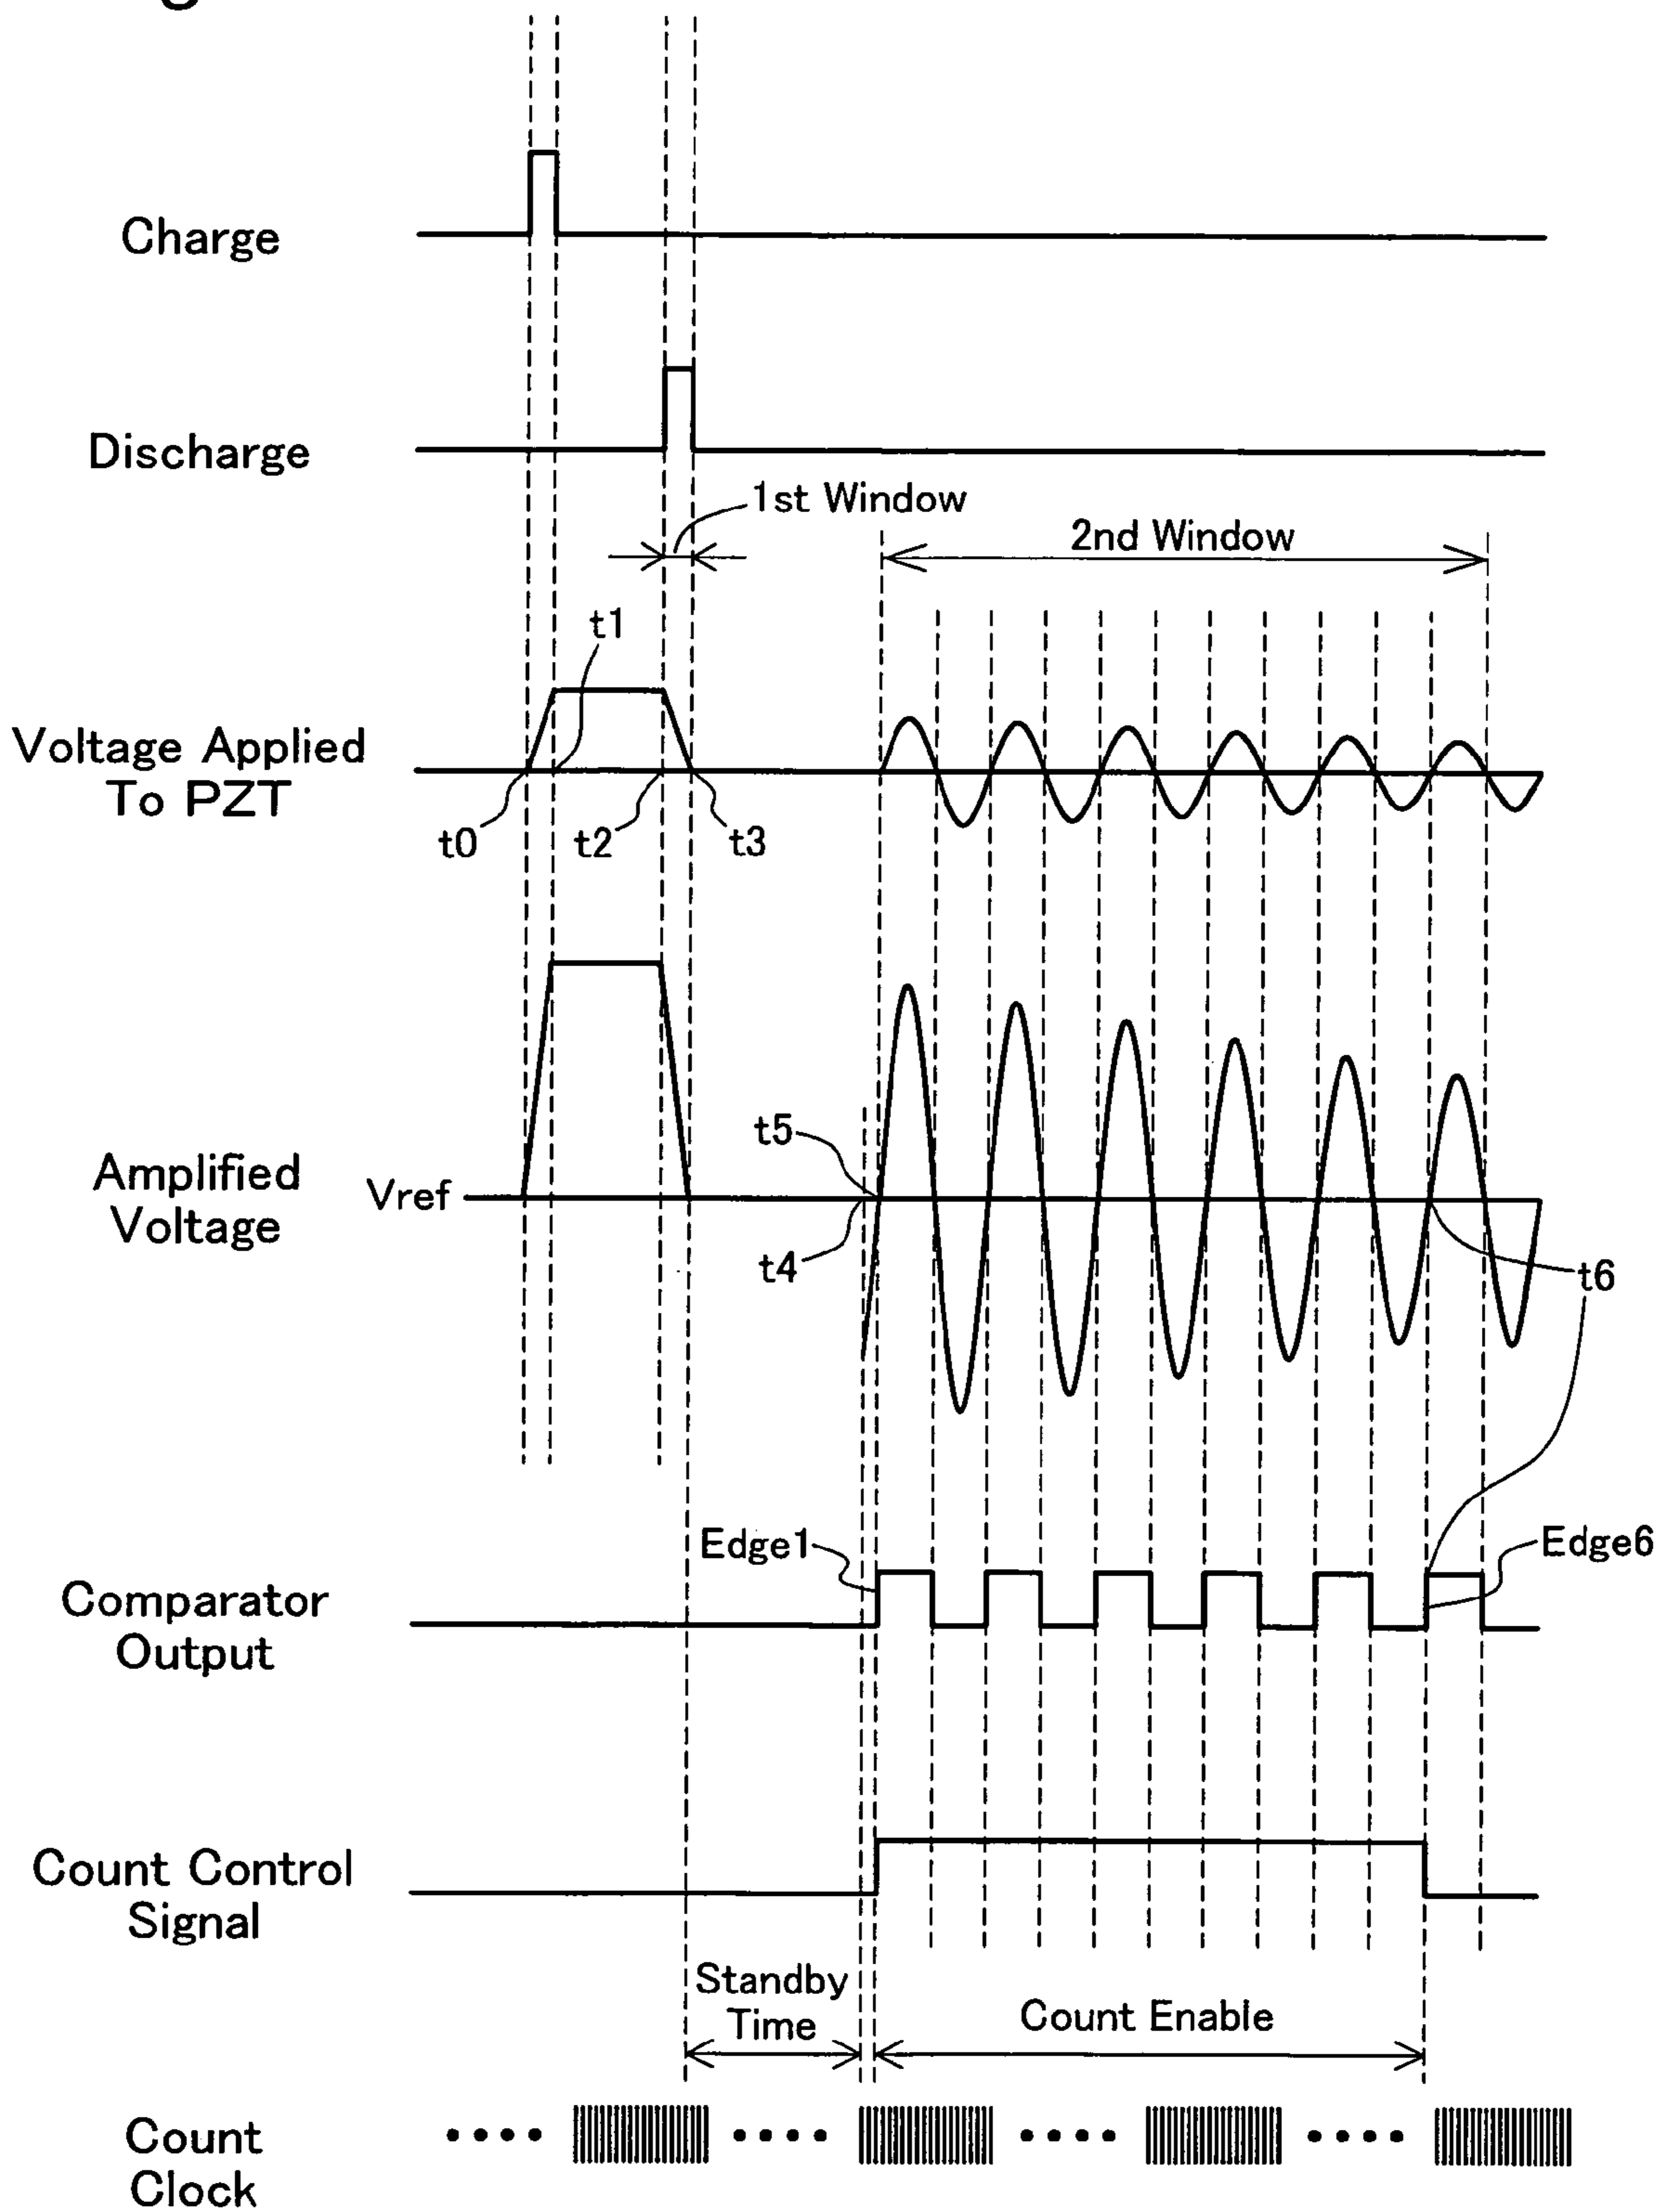 Charge
Discharge
1st Window
2nd Window
t1
Voltage Applied
To PZT
t0
t2
t3
t5
Amplified
Voltage
Vref
t4
t6
Edge1
Edge6
Comparator
Output
Count Control
Signal
Standby
Time
Count Enable
Count
Clock